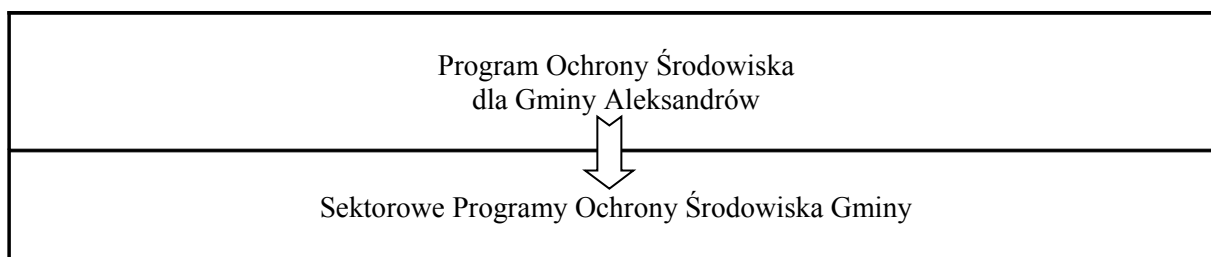 Program Ochrony Środowiska
dla Gminy Aleksandrów
Sektorowe Programy Ochrony Środowiska Gminy